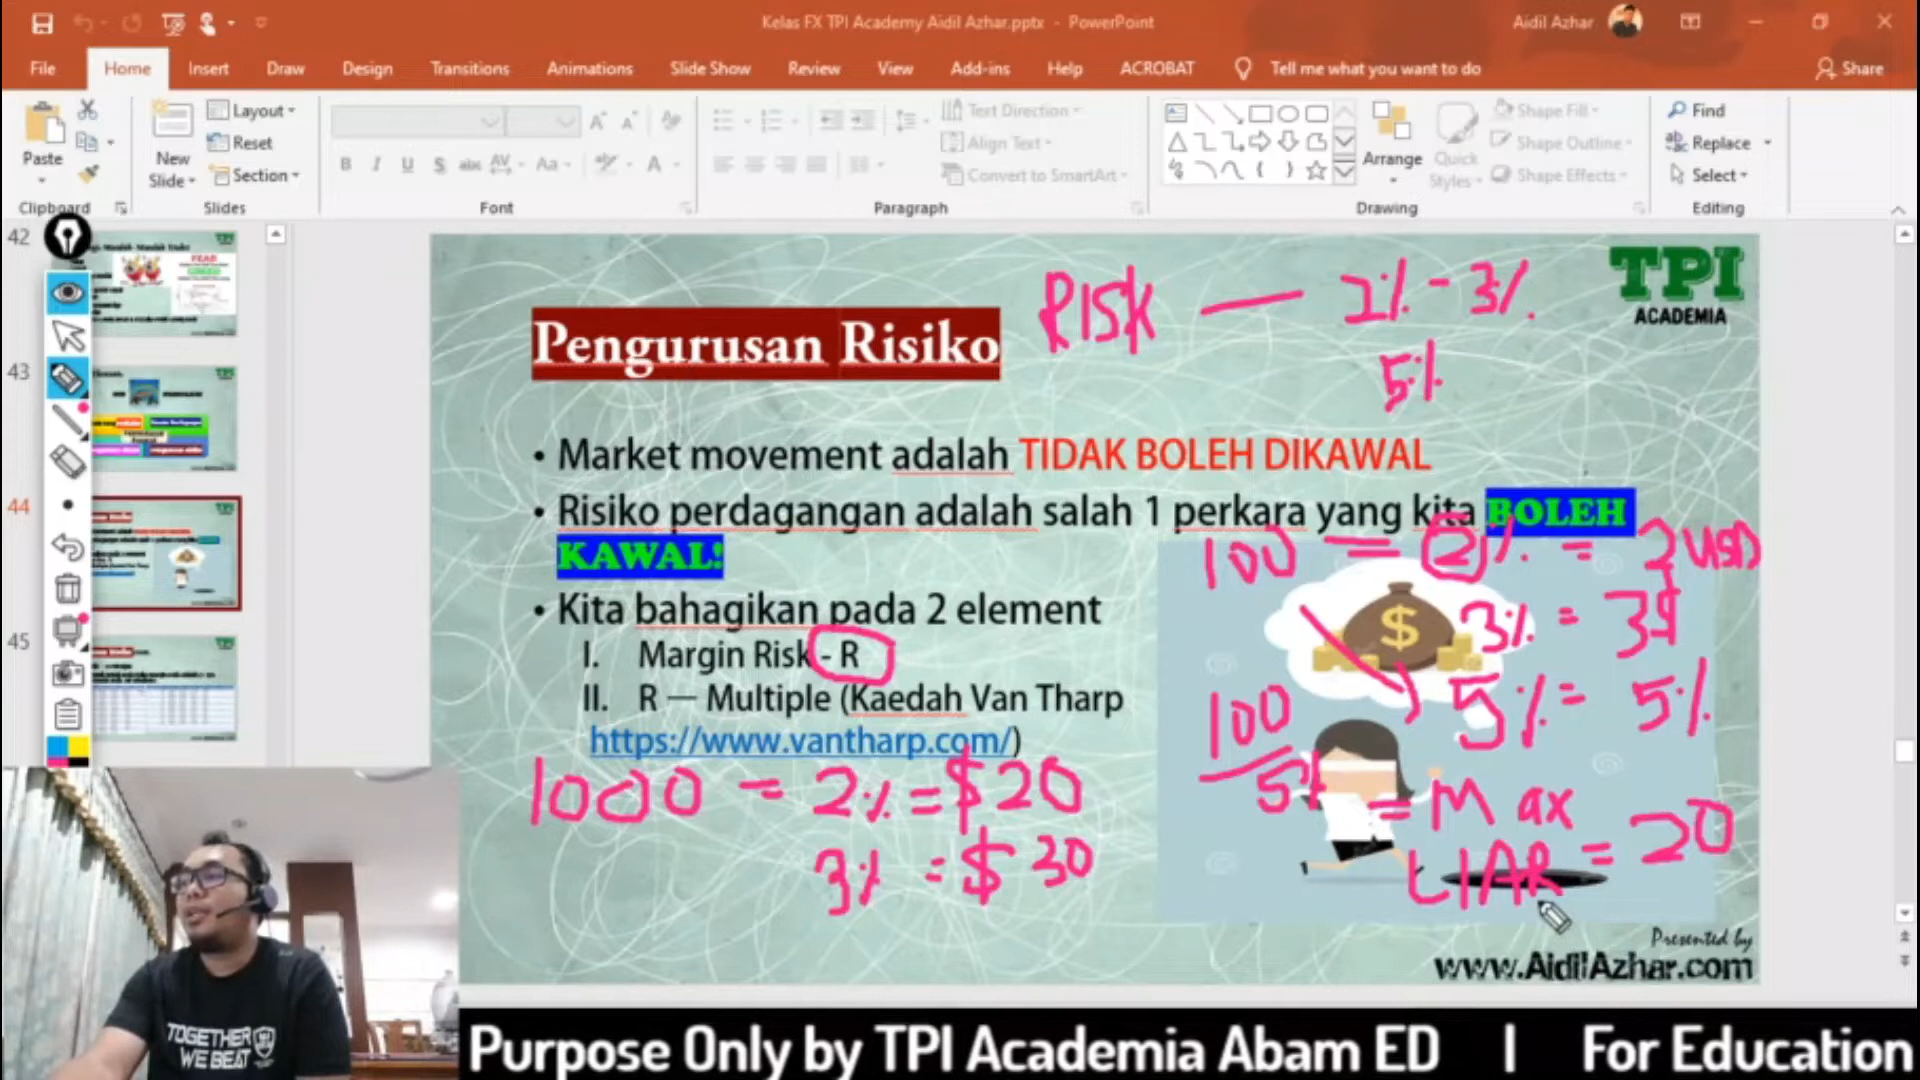 Kelas FX TPI Academy Aidil Azhar.pptx - PowerPoint
Aidil Azhar
File Home Insert Draw Design Transitions Animations Slide Show Review View Add-ins Help ACROBAT Tell me what you want to do Share
Paste
Clipboard
New Slide
Layout
Reset
Section
Slides
B I U S abc AV Aa A
Font
Text Direction
Align Text
Convert to SmartArt
Paragraph
Arrange
Quick Styles
Shape Fill
Shape Outline
Shape Effects
Drawing
Find
Replace
Select
Editing
42
43
44
45
TPI
ACADEMIA
RISK — 2% - 3%.
5%
Pengurusan Risiko
• Market movement adalah TIDAK BOLEH DIKAWAL
• Risiko perdagangan adalah salah 1 perkara yang kita BOLEH
KAWAL!
• Kita bahagikan pada 2 element
I. Margin Risk - R
II. R — Multiple (Kaedah Van Tharp
https://www.vantharp.com/)
100 = 2% = 2 USD
3% = 3$
5% = 5%
100
5% = Max
LIAR = 20
1000 = 2% = $20
3% = $30
$
Presented by
www.AidilAzhar.com
TOGETHER
WE BEAT
Purpose Only by TPI Academia Abam ED | For Education